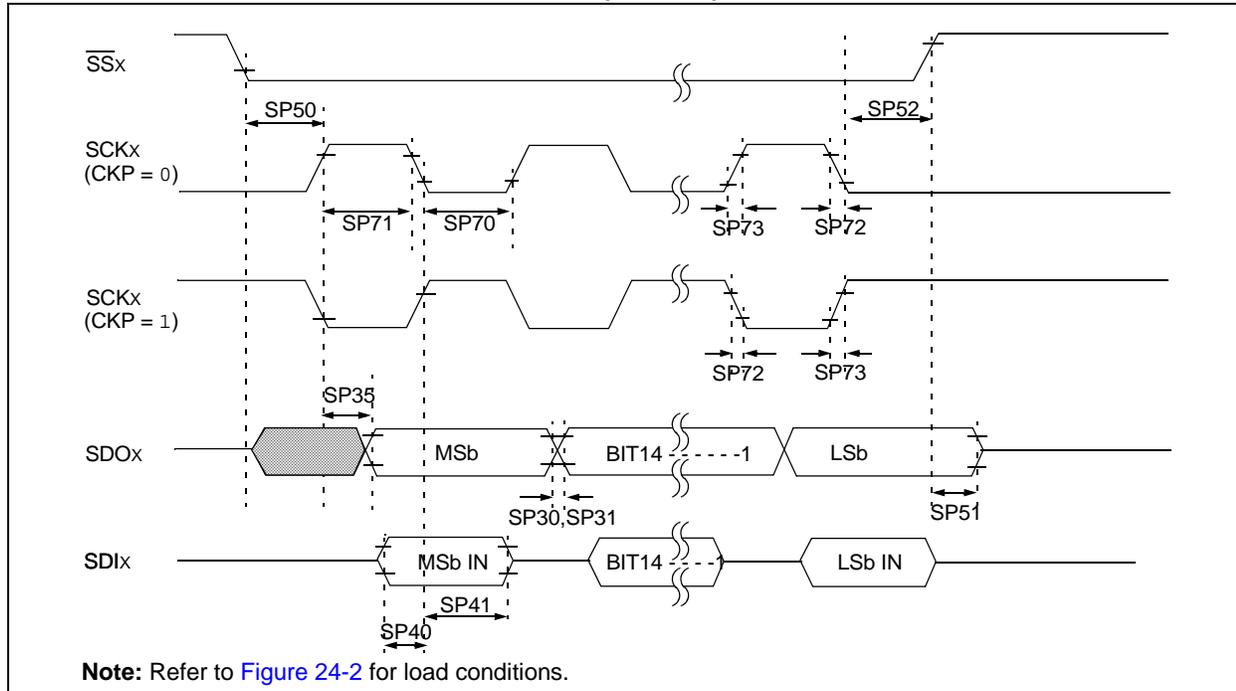 SSX
SP50
SP52
SCKX
(CKP = 0)
SP71
SP70
SP73
SP72
SCKX
(CKP = 1)
SP72
SP73
SP35
SDOX
MSb
BIT14 - - - - - -1
LSb
SP30,SP31
SP51
SDIX
MSb IN
BIT14 - - - -1
LSb IN
SP41
SP40
Note: Refer to Figure 24-2 for load conditions.